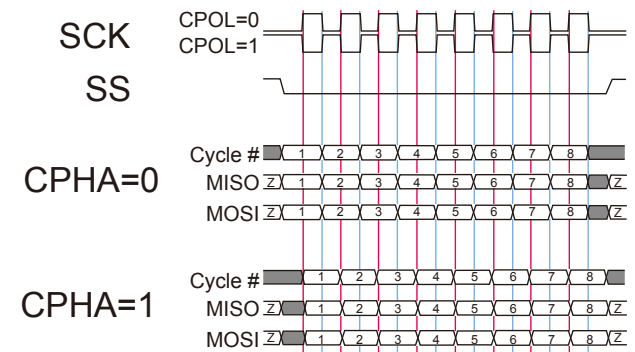 SCK CPOL=0
CPOL=1
SS
CPHA=0
Cycle # 1 2 3 4 5 6 7 8
MISO Z 1 2 3 4 5 6 7 8 Z
MOSI Z 1 2 3 4 5 6 7 8 Z
CPHA=1
Cycle # 1 2 3 4 5 6 7 8
MISO Z 1 2 3 4 5 6 7 8 Z
MOSI Z 1 2 3 4 5 6 7 8 Z